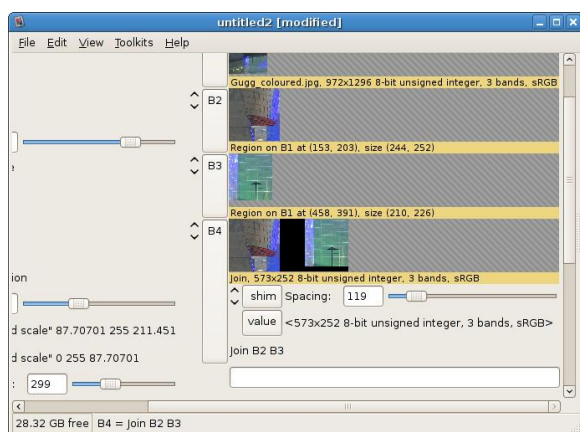 untitled2 [modified]
File Edit View Toolkits Help
Gugg_coloured.jpg, 972x1296 8-bit unsigned integer, 3 bands, sRGB
B2
Region on B1 at (153, 203), size (244, 252)
B3
Region on B1 at (458, 391), size (210, 226)
B4
Join, 573x252 8-bit unsigned integer, 3 bands, sRGB
ion
shim Spacing: 119
value <573x252 8-bit unsigned integer, 3 bands, sRGB>
d scale" 87.70701 255 211.451
d scale" 0 255 87.70701
Join B2 B3
: 299
28.32 GB free B4 = Join B2 B3